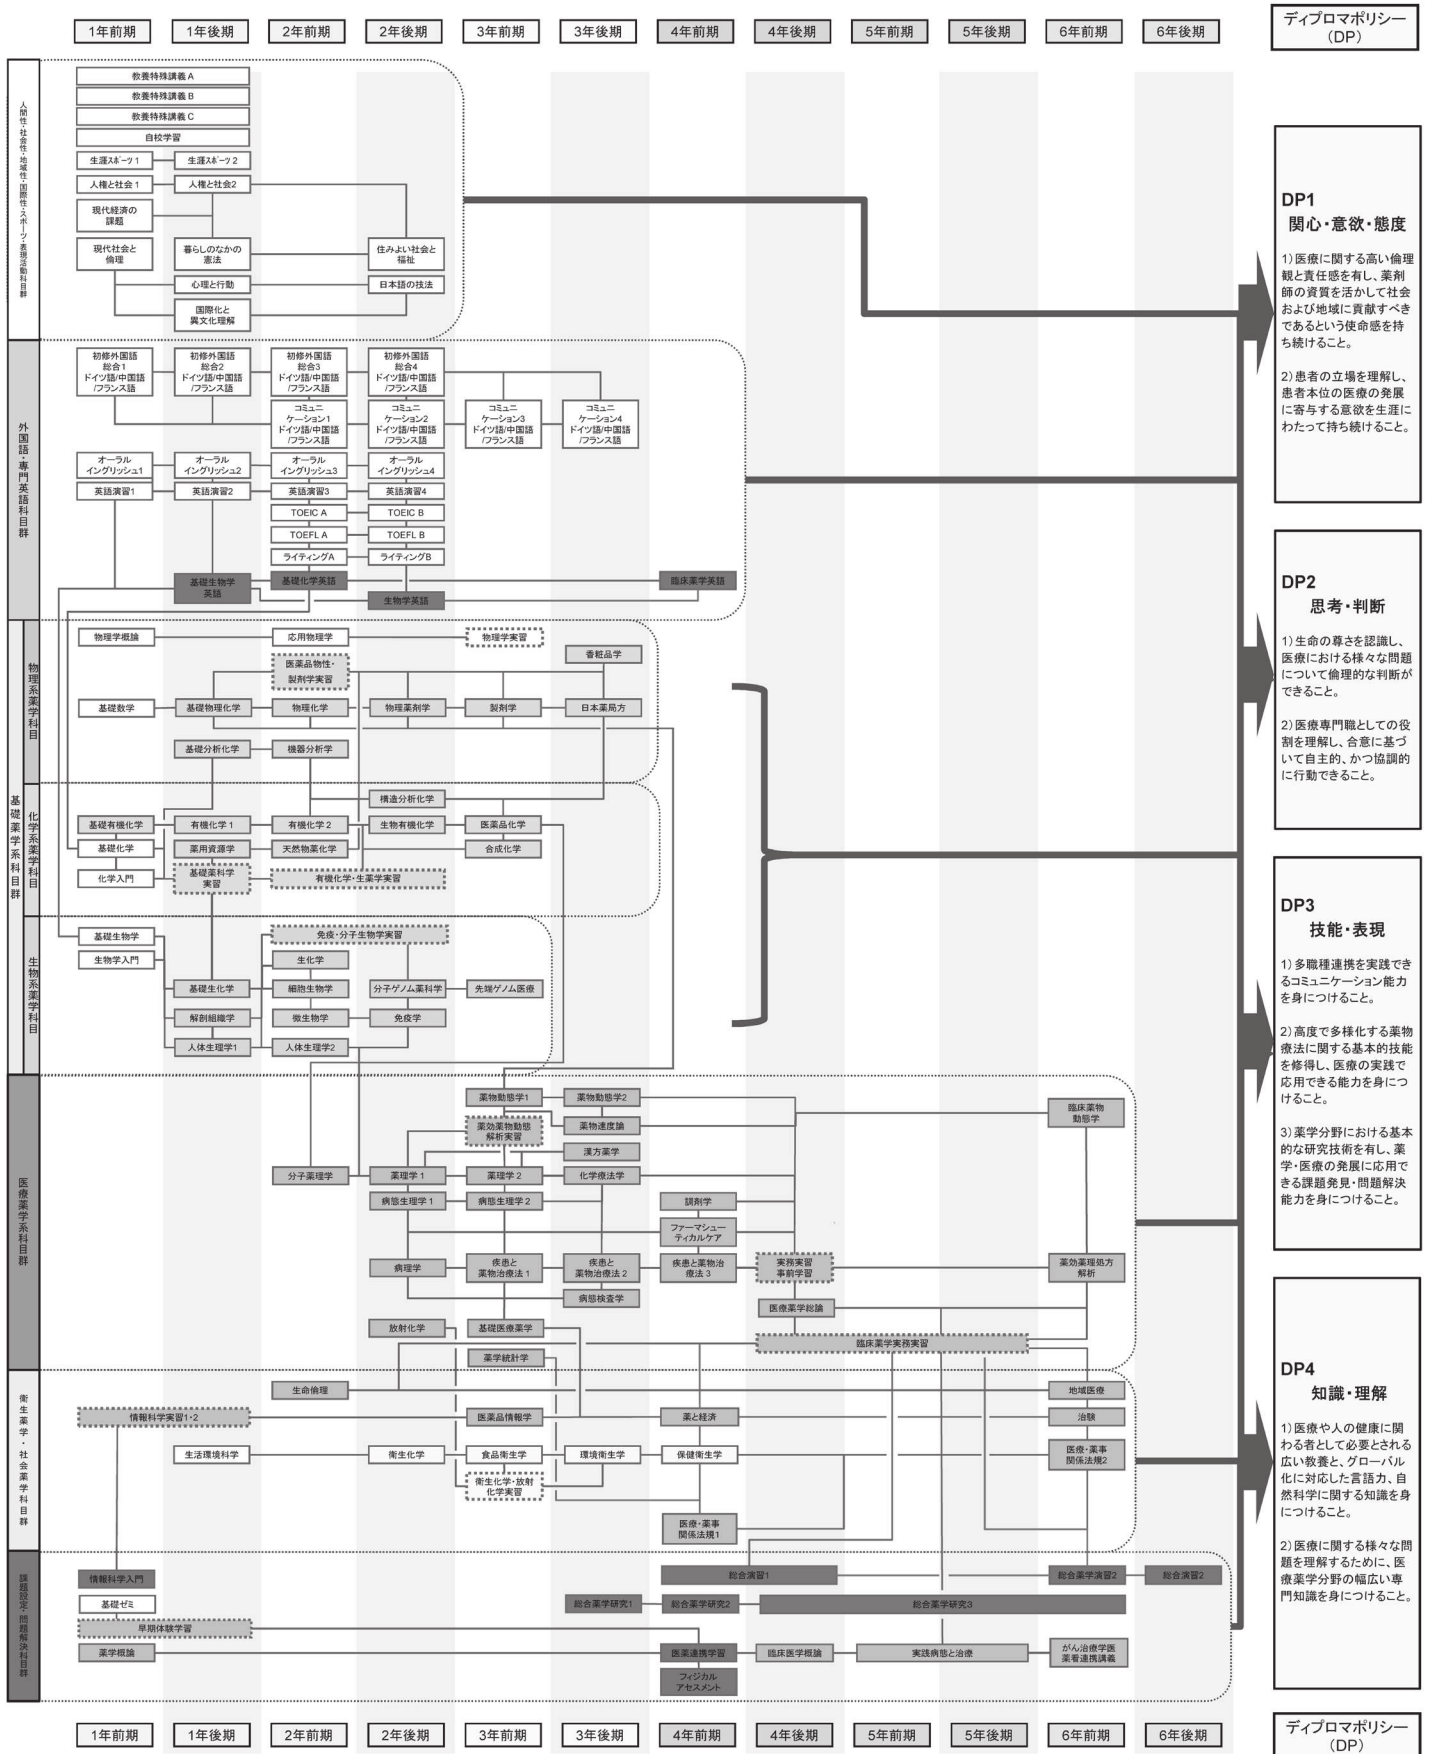 1年前期 1年後期 2年前期 2年後期 3年前期 3年後期 4年前期 4年後期 5年前期 5年後期 6年前期 6年後期
ディプロマポリシー
(DP)
人間性・社会性・地域性・国際性・スポーツ・表現活動科目群
教養特殊講義A
教養特殊講義B
教養特殊講義C
自校学習
生涯スポーツ1
生涯スポーツ2
人権と社会1
人権と社会2
現代経済の
課題
現代社会と
倫理
暮らしのなかの
憲法
住みよい社会と
福祉
心理と行動
日本語の技法
国際化と
異文化理解
外国語・専門英語科目群
初修外国語
総合1
ドイツ語/中国語
/フランス語
初修外国語
総合2
ドイツ語/中国語
/フランス語
初修外国語
総合3
ドイツ語/中国語
/フランス語
初修外国語
総合4
ドイツ語/中国語
/フランス語
コミュニ
ケーション1
ドイツ語/中国語
/フランス語
コミュニ
ケーション2
ドイツ語/中国語
/フランス語
コミュニ
ケーション3
ドイツ語/中国語
/フランス語
コミュニ
ケーション4
ドイツ語/中国語
/フランス語
オーラル
イングリッシュ1
オーラル
イングリッシュ2
オーラル
イングリッシュ3
オーラル
イングリッシュ4
英語演習1
英語演習2
英語演習3
英語演習4
TOEIC A
TOEIC B
TOEFL A
TOEFL B
ライティングA
ライティングB
基礎生物学
英語
基礎化学英語
生物学英語
臨床薬学英語
基礎薬学系科目群
物理系薬学科目
物理学概論
応用物理学
物理学実習
香粧品学
医薬品物性・
製剤学実習
基礎数学
基礎物理化学
物理化学
物理薬剤学
製剤学
日本薬局方
基礎分析化学
機器分析学
化学系薬学科目
構造分析化学
基礎有機化学
有機化学1
有機化学2
生物有機化学
医薬品化学
基礎化学
薬用資源学
天然物薬化学
合成化学
化学入門
基礎薬科学
実習
有機化学・生薬学実習
生物系薬学科目
基礎生物学
免疫・分子生物学実習
生物学入門
生化学
基礎生化学
細胞生物学
分子ゲノム薬科学
先端ゲノム医療
解剖組織学
微生物学
免疫学
人体生理学1
人体生理学2
医療薬学系科目群
薬物動態学1
薬物動態学2
臨床薬物
動態学
薬効薬物動態
解析実習
薬物速度論
漢方薬学
分子薬理学
薬理学1
薬理学2
化学療法学
病態生理学1
病態生理学2
調剤学
ファーマシュー
ティカルケア
病理学
疾患と
薬物治療法1
疾患と
薬物治療法2
疾患と薬物治
療法3
実務実習
事前学習
薬効薬理処方
解析
病態検査学
医療薬学総論
放射化学
基礎医療薬学
臨床薬学実務実習
薬学統計学
衛生薬学・社会薬学科目群
生命倫理
地域医療
情報科学実習1・2
医薬品情報学
薬と経済
治験
生活環境科学
衛生化学
食品衛生学
環境衛生学
保健衛生学
医療・薬事
関係法規2
衛生化学・放射
化学実習
医療・薬事
関係法規1
課題設定・問題解決科目群
情報科学入門
総合演習1
総合薬学演習2
総合演習2
基礎ゼミ
総合薬学研究1
総合薬学研究2
総合薬学研究3
早期体験学習
薬学概論
医薬連携学習
臨床医学概論
実践病態と治療
がん治療学医
薬看連携講義
フィジカル
アセスメント
DP1
関心・意欲・態度
1)医療に関する高い倫理
観と責任感を有し、薬剤
師の資質を活かして社会
および地域に貢献すべき
であるという使命感を持
ち続けること。
2)患者の立場を理解し、
患者本位の医療の発展
に寄与する意欲を生涯に
わたって持ち続けること。
DP2
思考・判断
1)生命の尊さを認識し、
医療における様々な問題
について倫理的な判断が
できること。
2)医療専門職としての役
割を理解し、合意に基づ
いて自主的、かつ協調的
に行動できること。
DP3
技能・表現
1)多職種連携を実践でき
るコミュニケーション能力
を身につけること。
2)高度で多様化する薬物
療法に関する基本的技能
を修得し、医療の実践で
応用できる能力を身につ
けること。
3)薬学分野における基本
的な研究技術を有し、薬
学・医療の発展に応用で
きる課題発見・問題解決
能力を身につけること。
DP4
知識・理解
1)医療や人の健康に関
わる者として必要とされる
広い教養と、グローバル
化に対応した言語力、自
然科学に関する知識を身
につけること。
2)医療に関する様々な問
題を理解するために、医
療薬学分野の幅広い専
門知識を身につけること。
1年前期 1年後期 2年前期 2年後期 3年前期 3年後期 4年前期 4年後期 5年前期 5年後期 6年前期 6年後期
ディプロマポリシー
(DP)